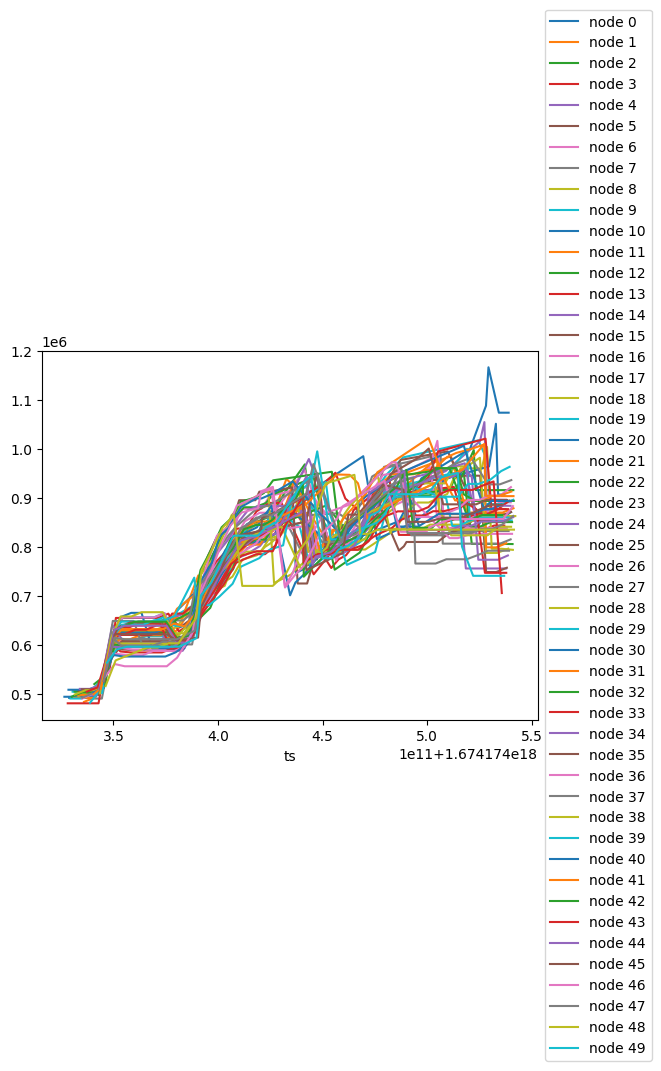 1e6
1.2
1.1
1.0
0.9
0.8
0.7
0.6
0.5
3.5 4.0 4.5 5.0 5.5
ts
1e11+1.674174e18
node 0
node 1
node 2
node 3
node 4
node 5
node 6
node 7
node 8
node 9
node 10
node 11
node 12
node 13
node 14
node 15
node 16
node 17
node 18
node 19
node 20
node 21
node 22
node 23
node 24
node 25
node 26
node 27
node 28
node 29
node 30
node 31
node 32
node 33
node 34
node 35
node 36
node 37
node 38
node 39
node 40
node 41
node 42
node 43
node 44
node 45
node 46
node 47
node 48
node 49